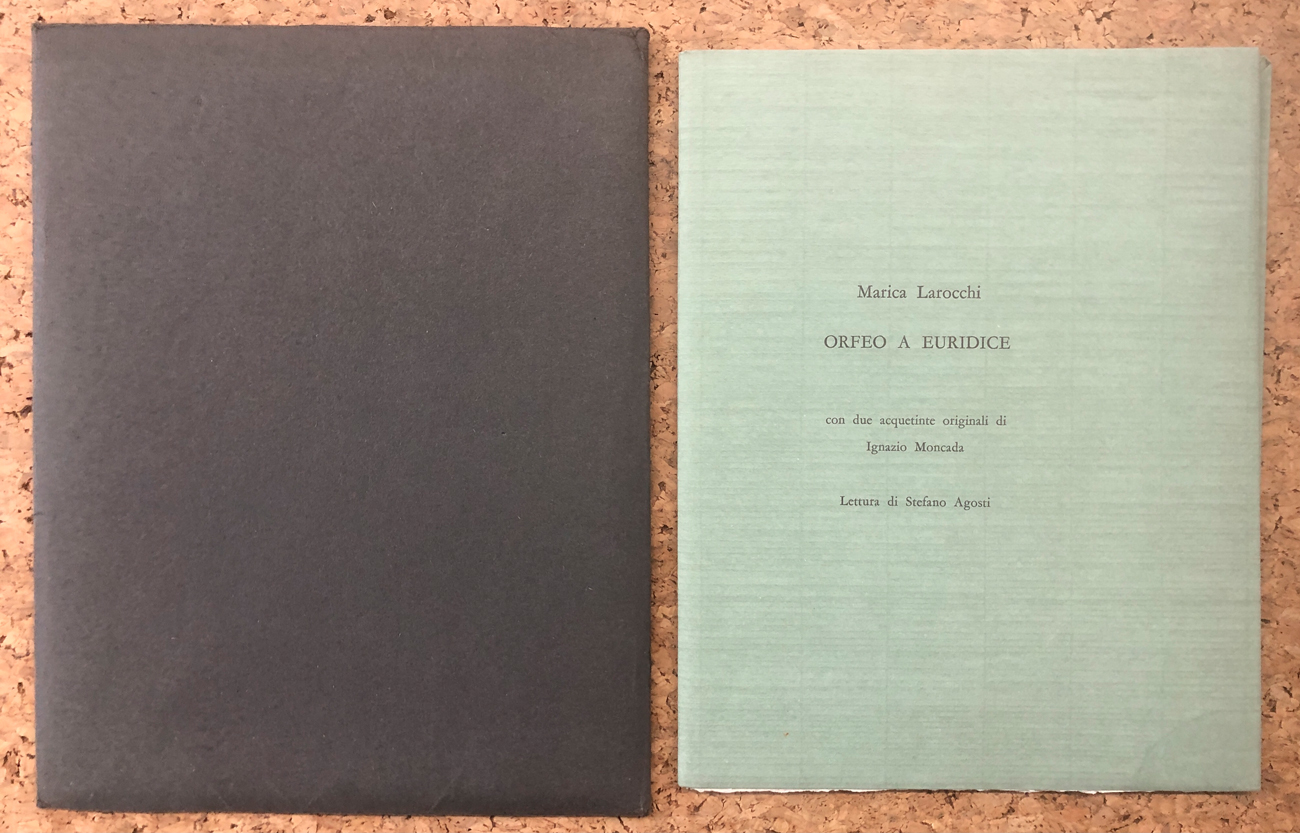 Marica Larocchi
ORFEO A EURIDICE
con due acquetinte originali di
Ignazio Moncada
Lettura di Stefano Agosti